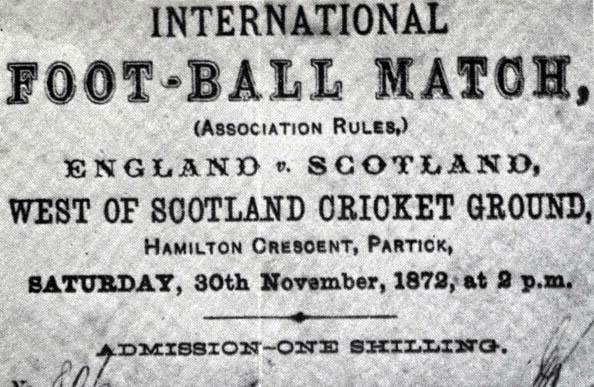 INTERNATIONAL
FOOT-BALL MATCH,
(ASSOCIATION RULES,)
ENGLAND v. SCOTLAND,
WEST OF SCOTLAND CRICKET GROUND,
HAMILTON CRESCENT, PARTICK,
SATURDAY, 30th November, 1872, at 2 p.m.
ADMISSION–ONE SHILLING.